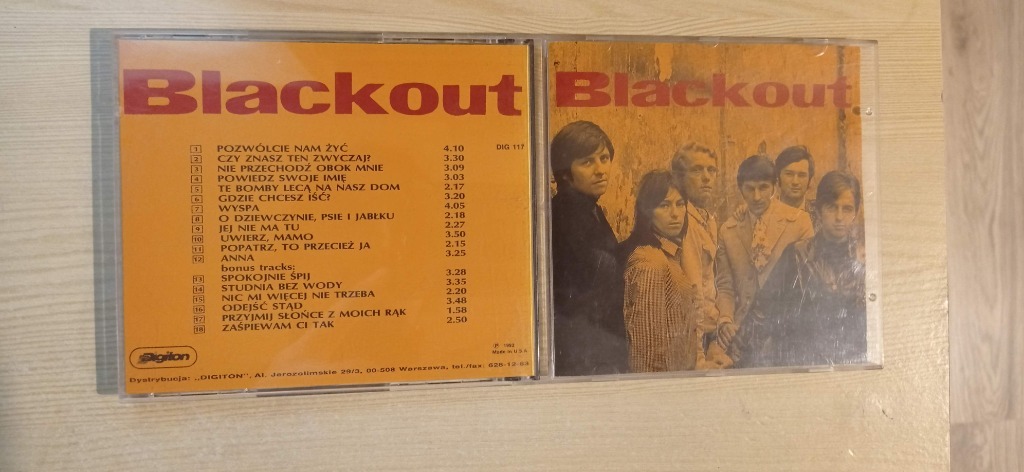 Blackout
DIG 117
1 POZWÓLCIE NAM ŻYĆ 4.10
2 CZY ZNASZ TEN ZWYCZAJ? 3.30
3 NIE PRZECHODŹ OBOK MNIE 3.09
4 POWIEDZ SWOJE IMIĘ 3.03
5 TE BOMBY LECĄ NA NASZ DOM 2.17
6 GDZIE CHCESZ IŚĆ? 3.20
7 WYSPA 4.05
8 O DZIEWCZYNIE, PSIE I JABŁKU 2.18
9 JEJ NIE MA TU 2.27
10 UWIERZ, MAMO 3.50
11 POPATRZ, TO PRZECIEŻ JA 2.15
12 ANNA 3.25
bonus tracks:
13 SPOKOJNIE ŚPIJ 3.28
14 STUDNIA BEZ WODY 3.35
15 NIC MI WIĘCEJ NIE TRZEBA 2.20
16 ODEJŚĆ STĄD 3.48
17 PRZYJMIJ SŁOŃCE Z MOICH RĄK 1.58
18 ZAŚPIEWAM CI TAK 2.50
Digiton
Made in U S A
Dystrybucja: „DIGITON", Al. Jerozolimskie 29/3, 00-508 Warszawa, tel./fax:
Blackout